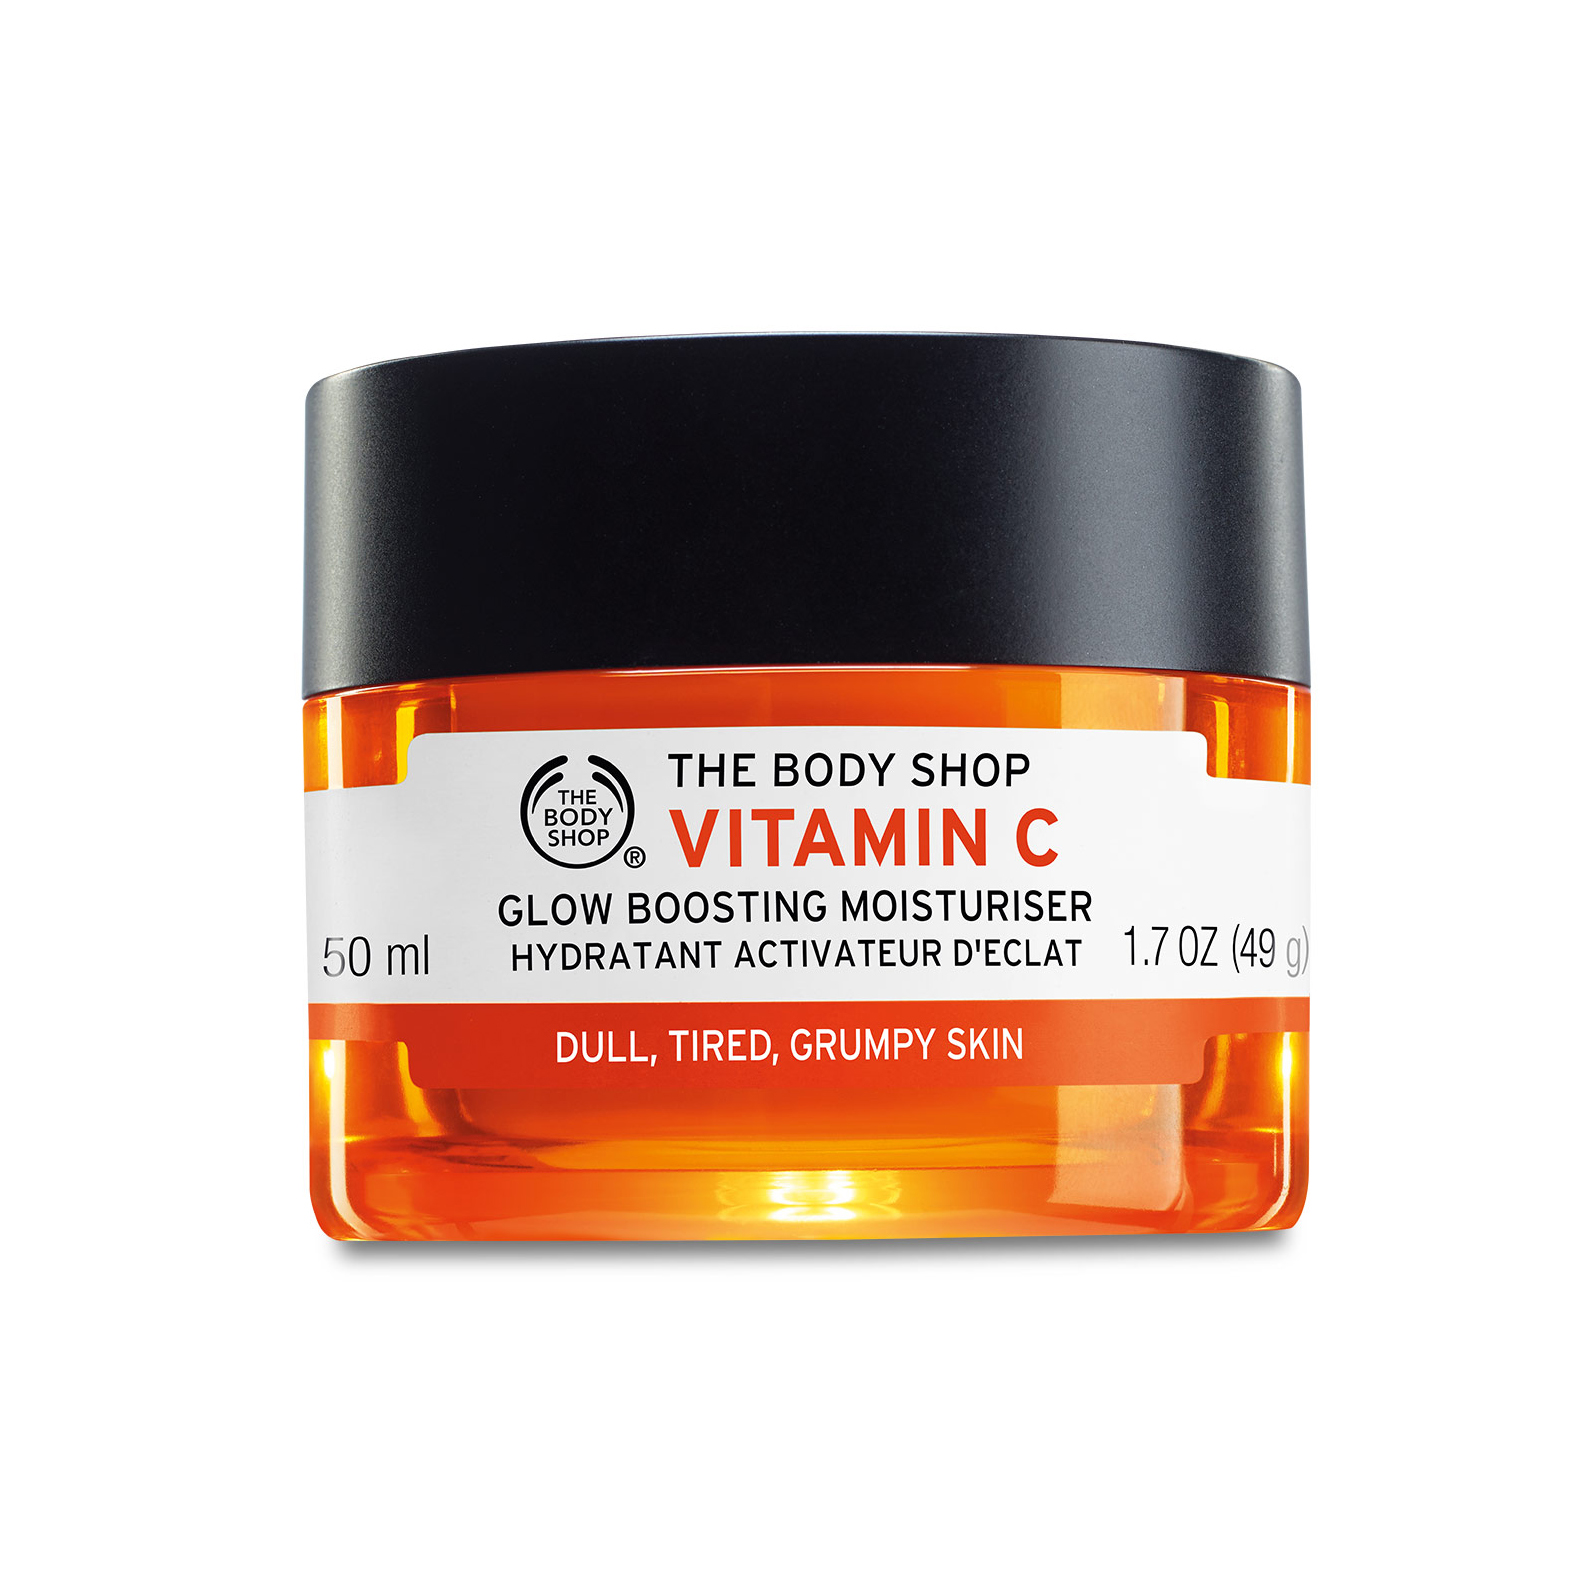 THE
BODY
SHOP
®
THE BODY SHOP
VITAMIN C
GLOW BOOSTING MOISTURISER
HYDRATANT ACTIVATEUR D'ECLAT
50 ml
1.7 OZ (49 g)
DULL, TIRED, GRUMPY SKIN